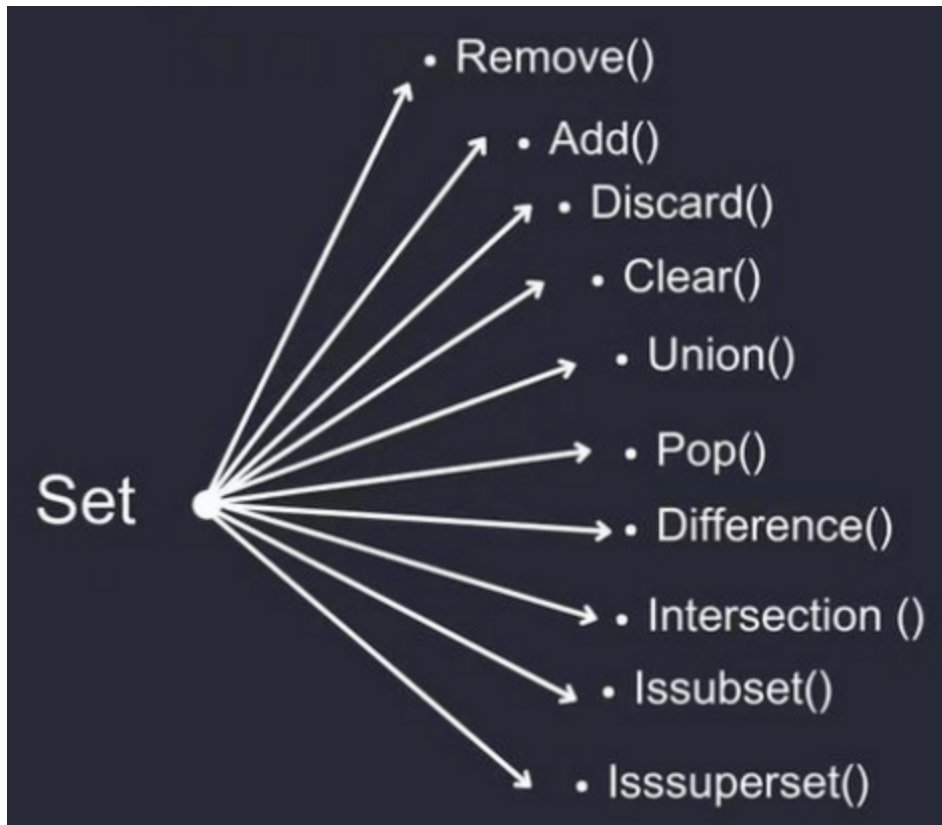 • Remove()
• Add()
• Discard()
• Clear()
• Union()
• Pop()
Set
• Difference()
• Intersection ()
• Issubset()
• Isssuperset()